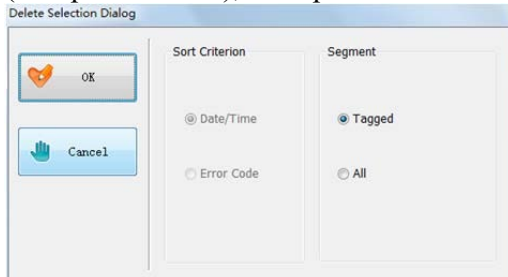 Delete Selection Dialog
OK
Cancel
Sort Criterion
Date/Time
Error Code
Segment
Tagged
All